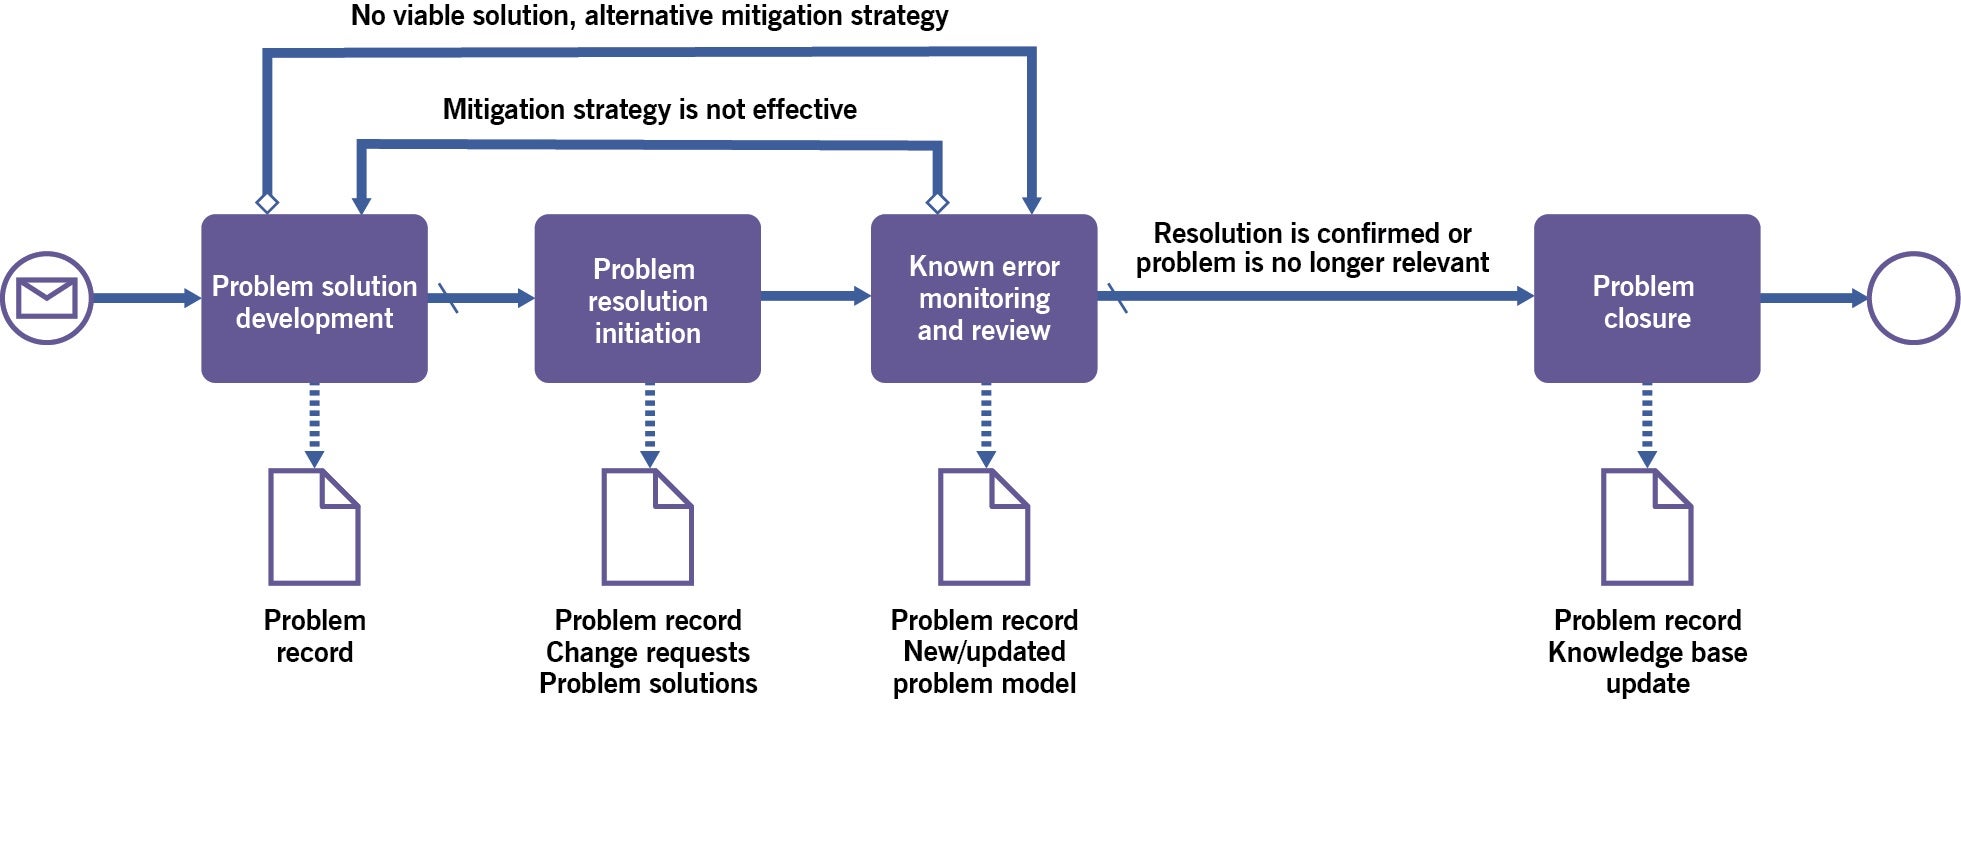 No viable solution, alternative mitigation strategy
Mitigation strategy is not effective
Problem solution
development
Problem
resolution
initiation
Known error
monitoring
and review
Resolution is confirmed or
problem is no longer relevant
Problem
closure
Problem
record
Problem record
Change requests
Problem solutions
Problem record
New/updated
problem model
Problem record
Knowledge base
update